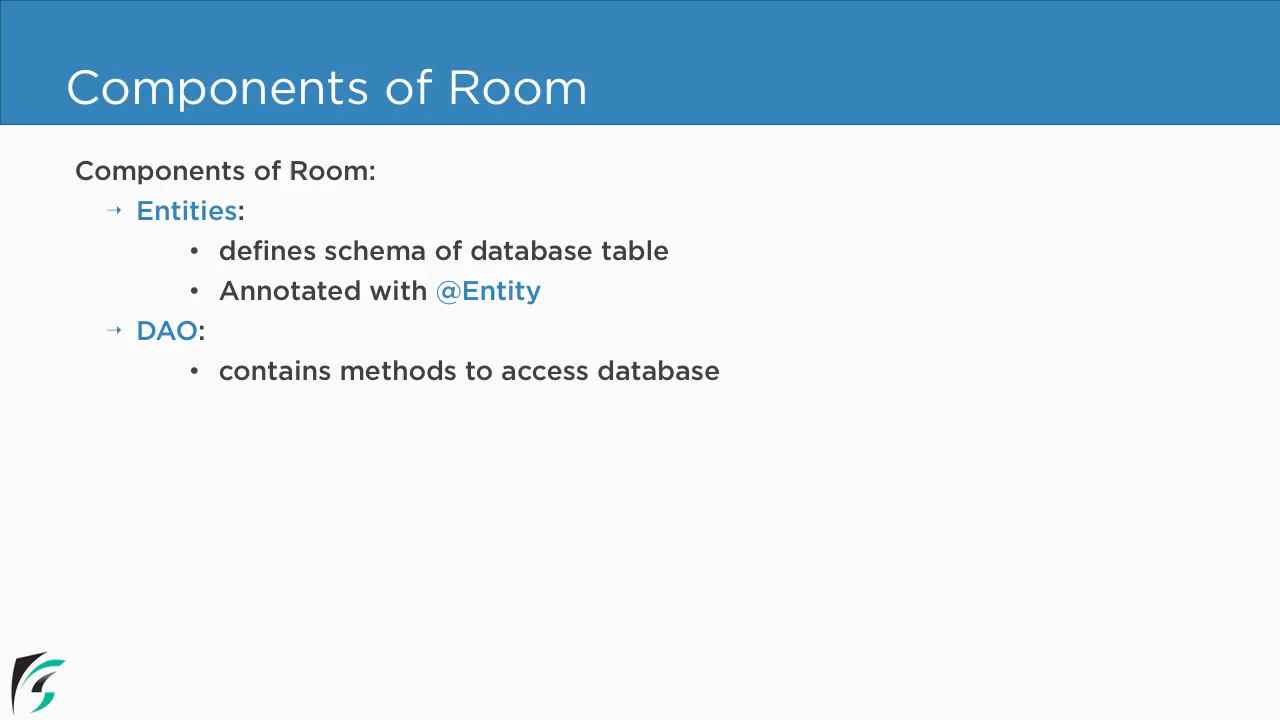 Components of Room
Components of Room:
➝ Entities:
• defines schema of database table
• Annotated with @Entity
➝ DAO:
• contains methods to access database